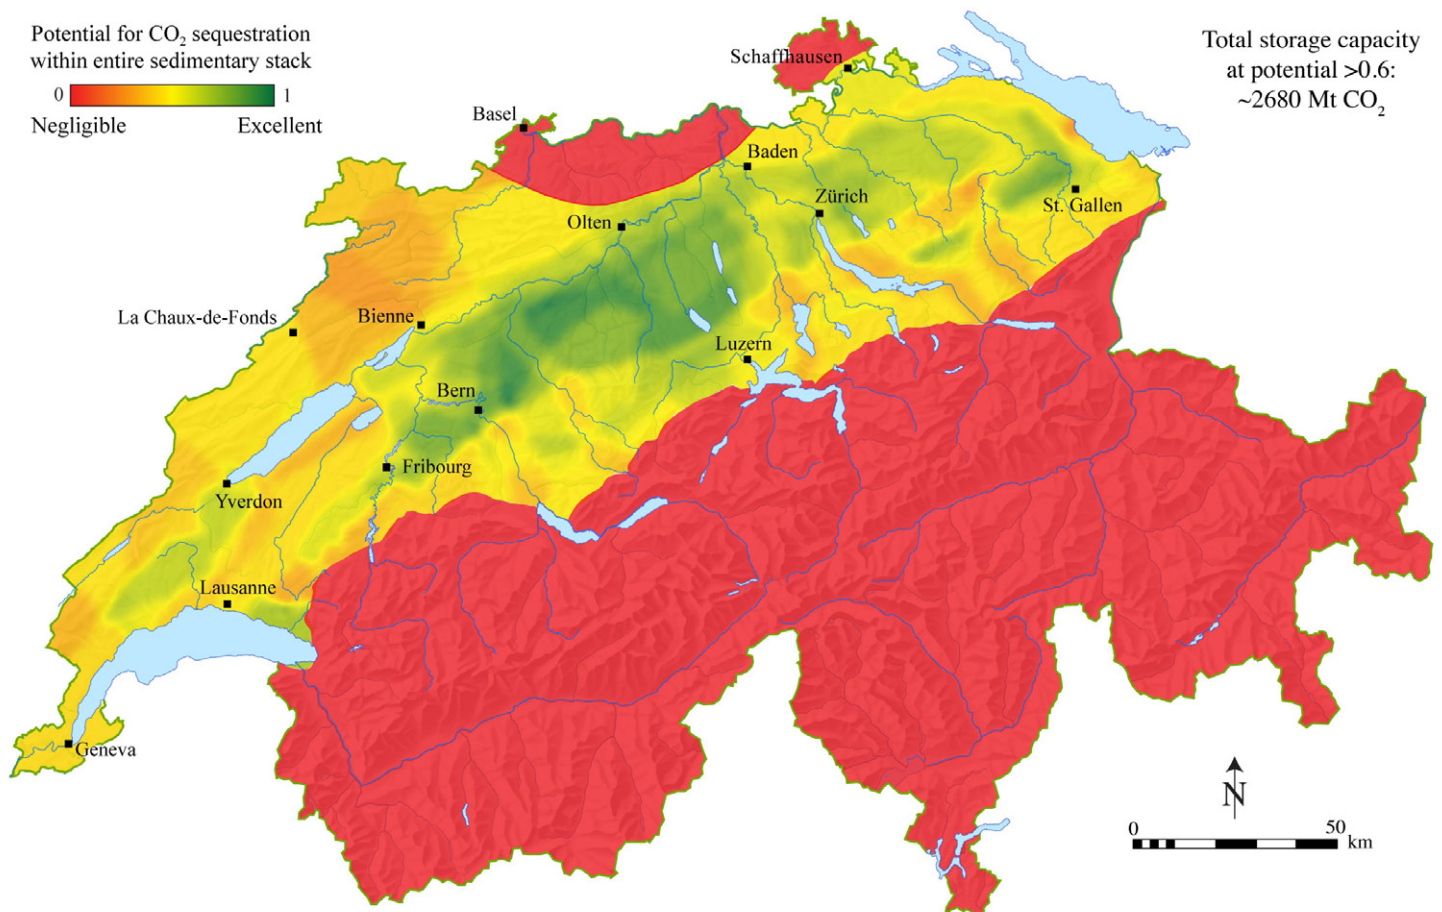 Potential for CO₂ sequestration
within entire sedimentary stack
0 1
Negligible Excellent
Total storage capacity
at potential >0.6:
~2680 Mt CO₂
Schaffhausen
Basel
Baden
Zürich
St. Gallen
Olten
La Chaux-de-Fonds
Bienne
Luzern
Bern
Fribourg
Yverdon
Lausanne
Geneva
N
0 50
km